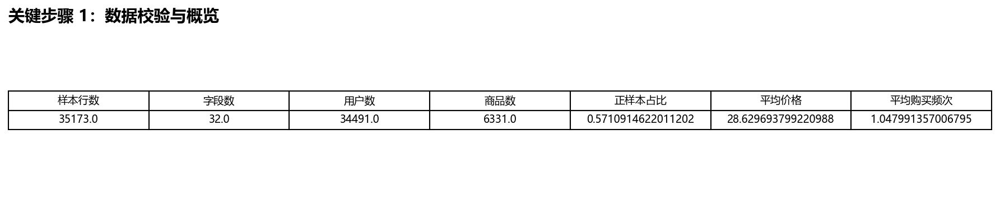 关键步骤 1：数据校验与概览
样本行数 字段数 用户数 商品数 正样本占比 平均价格 平均购买频次
35173.0 32.0 34491.0 6331.0 0.5710914622011202 28.629693799220988 1.047991357006795